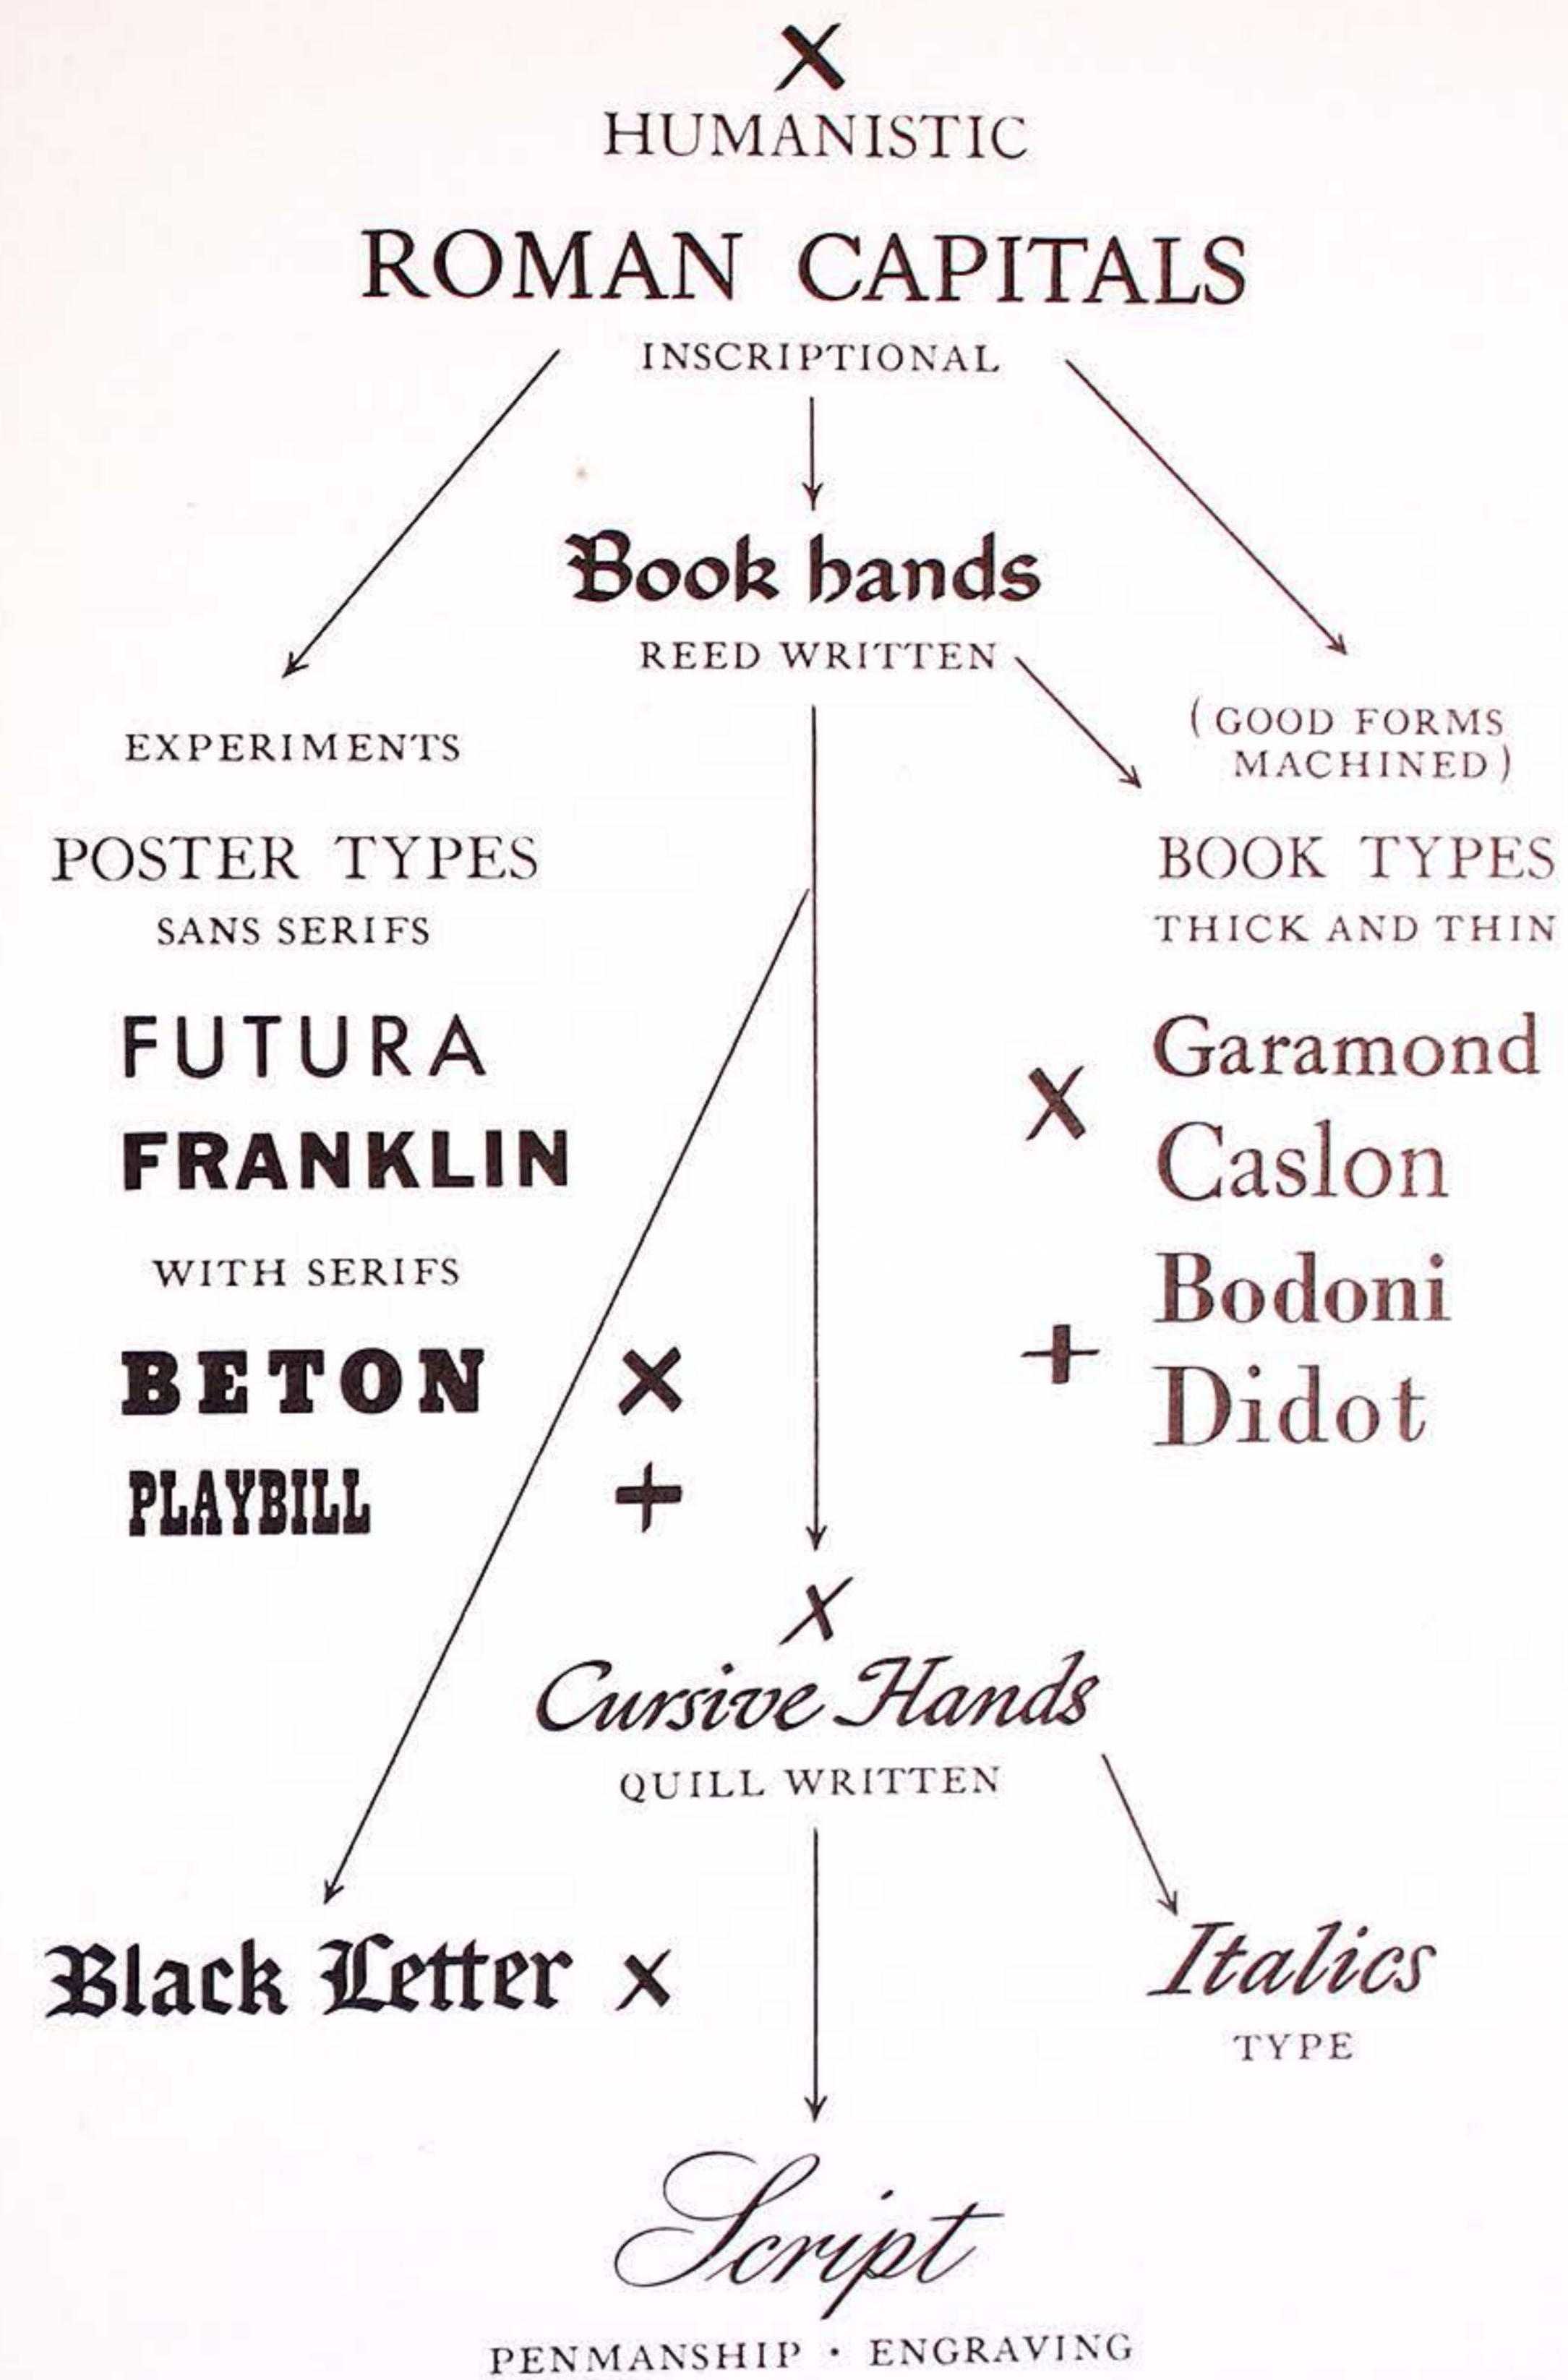 X
HUMANISTIC
ROMAN CAPITALS
INSCRIPTIONAL
Book hands
REED WRITTEN
EXPERIMENTS
POSTER TYPES
SANS SERIFS
FUTURA
FRANKLIN
WITH SERIFS
BETON X
PLAYBILL +
(GOOD FORMS
MACHINED)
BOOK TYPES
THICK AND THIN
X
Garamond
Caslon
+
Bodoni
Didot
X
Cursive Hands
QUILL WRITTEN
Black Letter X
Italics
TYPE
Script
PENMANSHIP · ENGRAVING